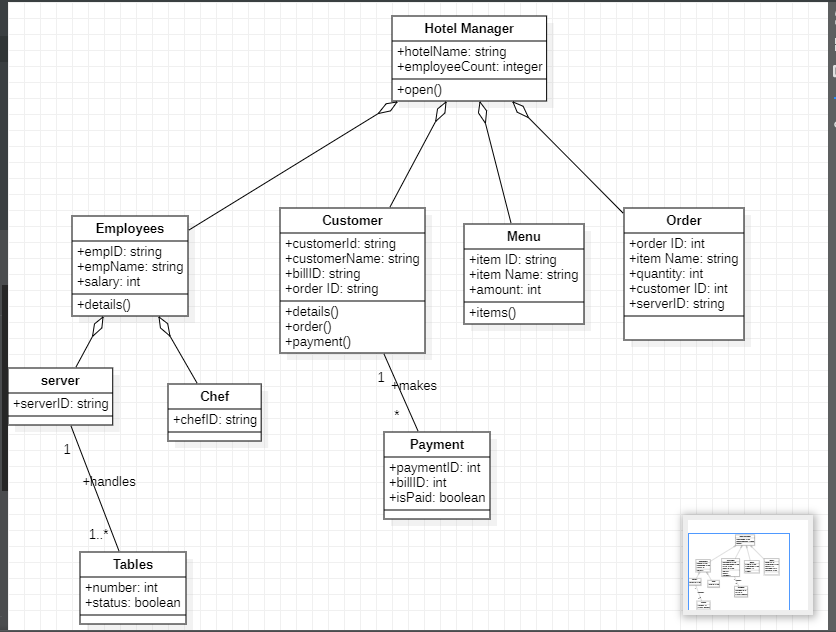 Hotel Manager
+hotelName: string
+employeeCount: integer
+open()
Employees
+empID: string
+empName: string
+salary: int
+details()
Customer
+customerId: string
+customerName: string
+billID: string
+order ID: string
+details()
+order()
+payment()
Menu
+item ID: string
+item Name: string
+amount: int
+items()
Order
+order ID: int
+item Name: string
+quantity: int
+customer ID: int
+serverID: string
server
+serverID: string
Chef
+chefID: string
1
+makes
*
Payment
+paymentID: int
+billID: int
+isPaid: boolean
1
+handles
1..*
Tables
+number: int
+status: boolean